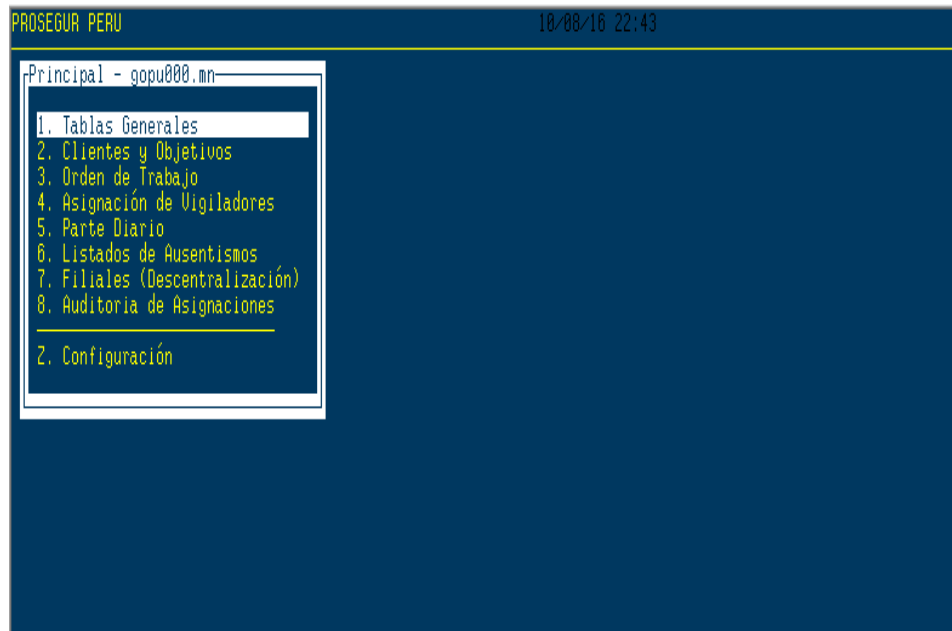 PROSEGUR PERU 10/08/16 22:43
Principal - gopu000.mn
1. Tablas Generales
2. Clientes y Objetivos
3. Orden de Trabajo
4. Asignación de Vigiladores
5. Parte Diario
6. Listados de Ausentismos
7. Filiales (Descentralización)
8. Auditoria de Asignaciones
Z. Configuración